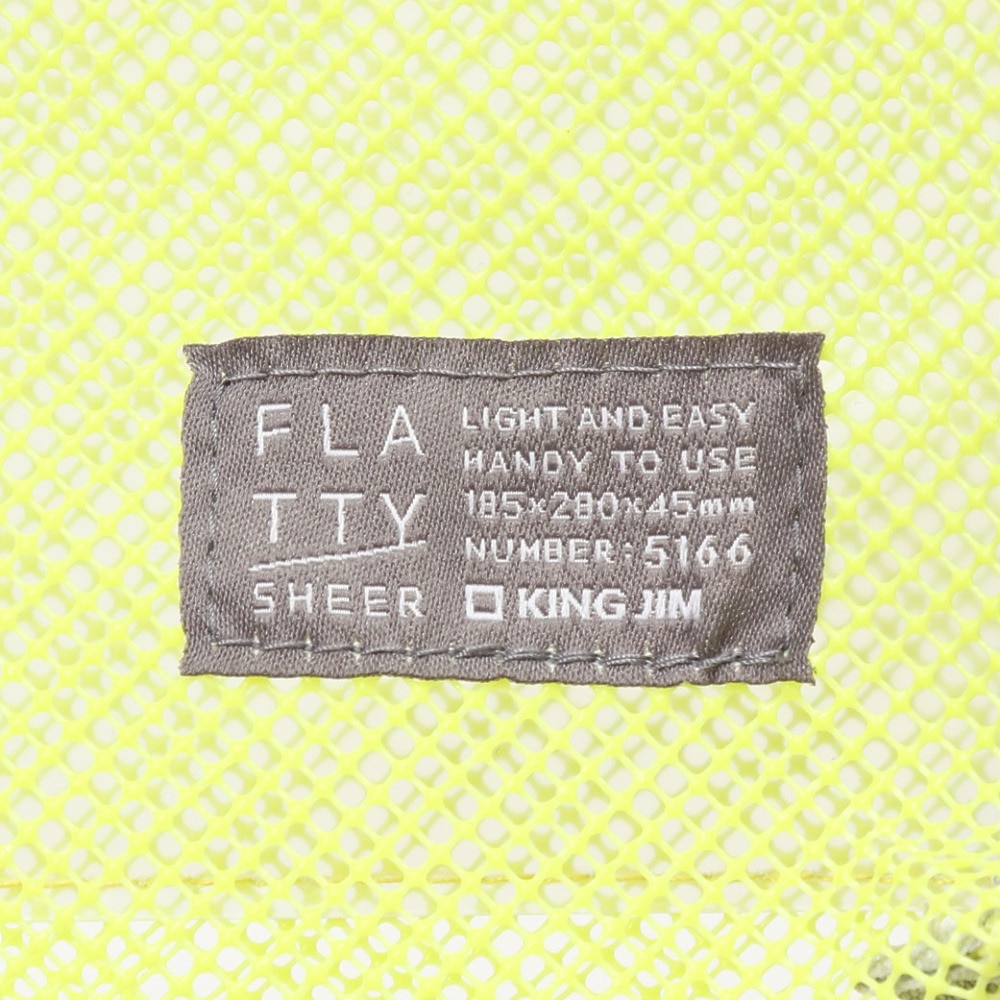 FLA
TTY
SHEER
LIGHT AND EASY
HANDY TO USE
185×280×45mm
NUMBER: 5166
KING JIM